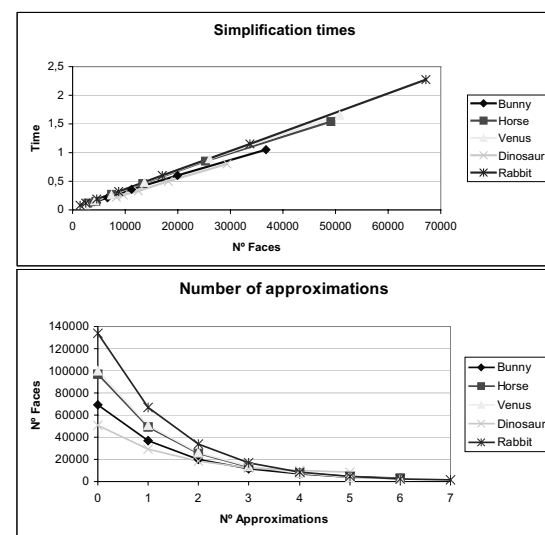 Simplification times
2,5
2
1,5
1
0,5
0
Time
0 10000 20000 30000 40000 50000 60000 70000
Nº Faces
Bunny
Horse
Venus
Dinosaur
Rabbit
Number of approximations
140000
120000
100000
80000
60000
40000
20000
0
Nº Faces
0 1 2 3 4 5 6 7
Nº Approximations
Bunny
Horse
Venus
Dinosaur
Rabbit